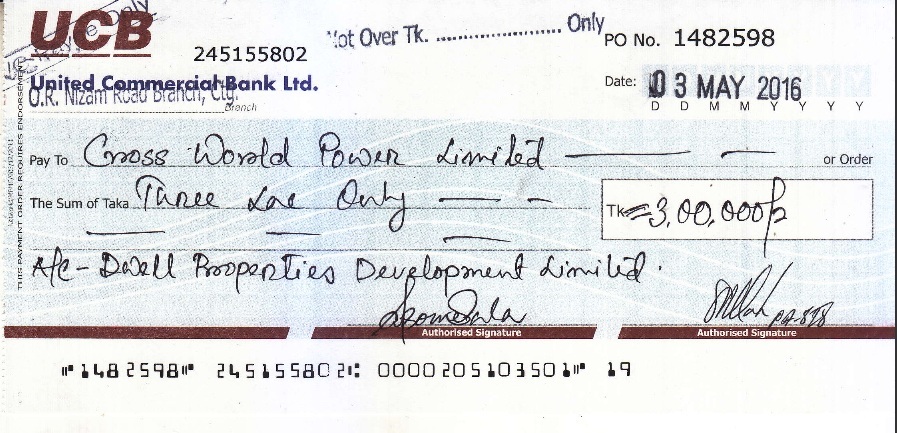 UCB
245155802
Not Over Tk. ........................ Only
PO No. 1482598
United Commercial Bank Ltd.
O.R. Nizam Road Branch, Ctg.
Branch
Date: 03 MAY 2016
D D M M Y Y Y Y
THIS PAYMENT ORDER REQUIRES ENDORSEMENT
Pay To Cross World Power Limited or Order
The Sum of Taka Three Lac Only
Tk = 3,00,000/-
A/C - Dwell Properties Development Limited.
Authorised Signature
Authorised Signature
⑈1482598⑈ 245155802⑆ 0000205103501⑈ 19